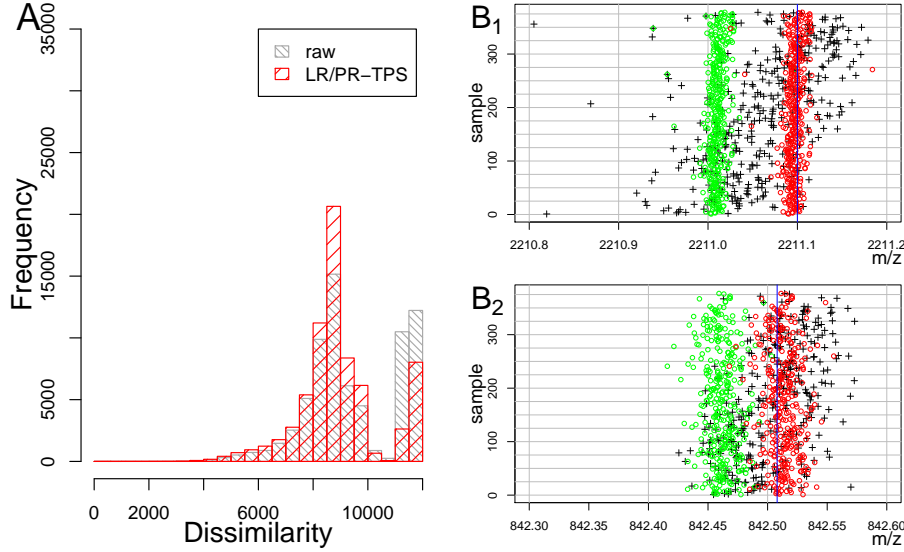 A
raw
LR/PR−TPS
Frequency
0
5000
15000
25000
35000
0
2000
6000
10000
Dissimilarity
B1
sample
0
100
200
300
2210.8
2210.9
2211.0
2211.1
2211.2
m/z
B2
sample
0
100
200
300
842.30
842.35
842.40
842.45
842.50
842.55
842.60
m/z